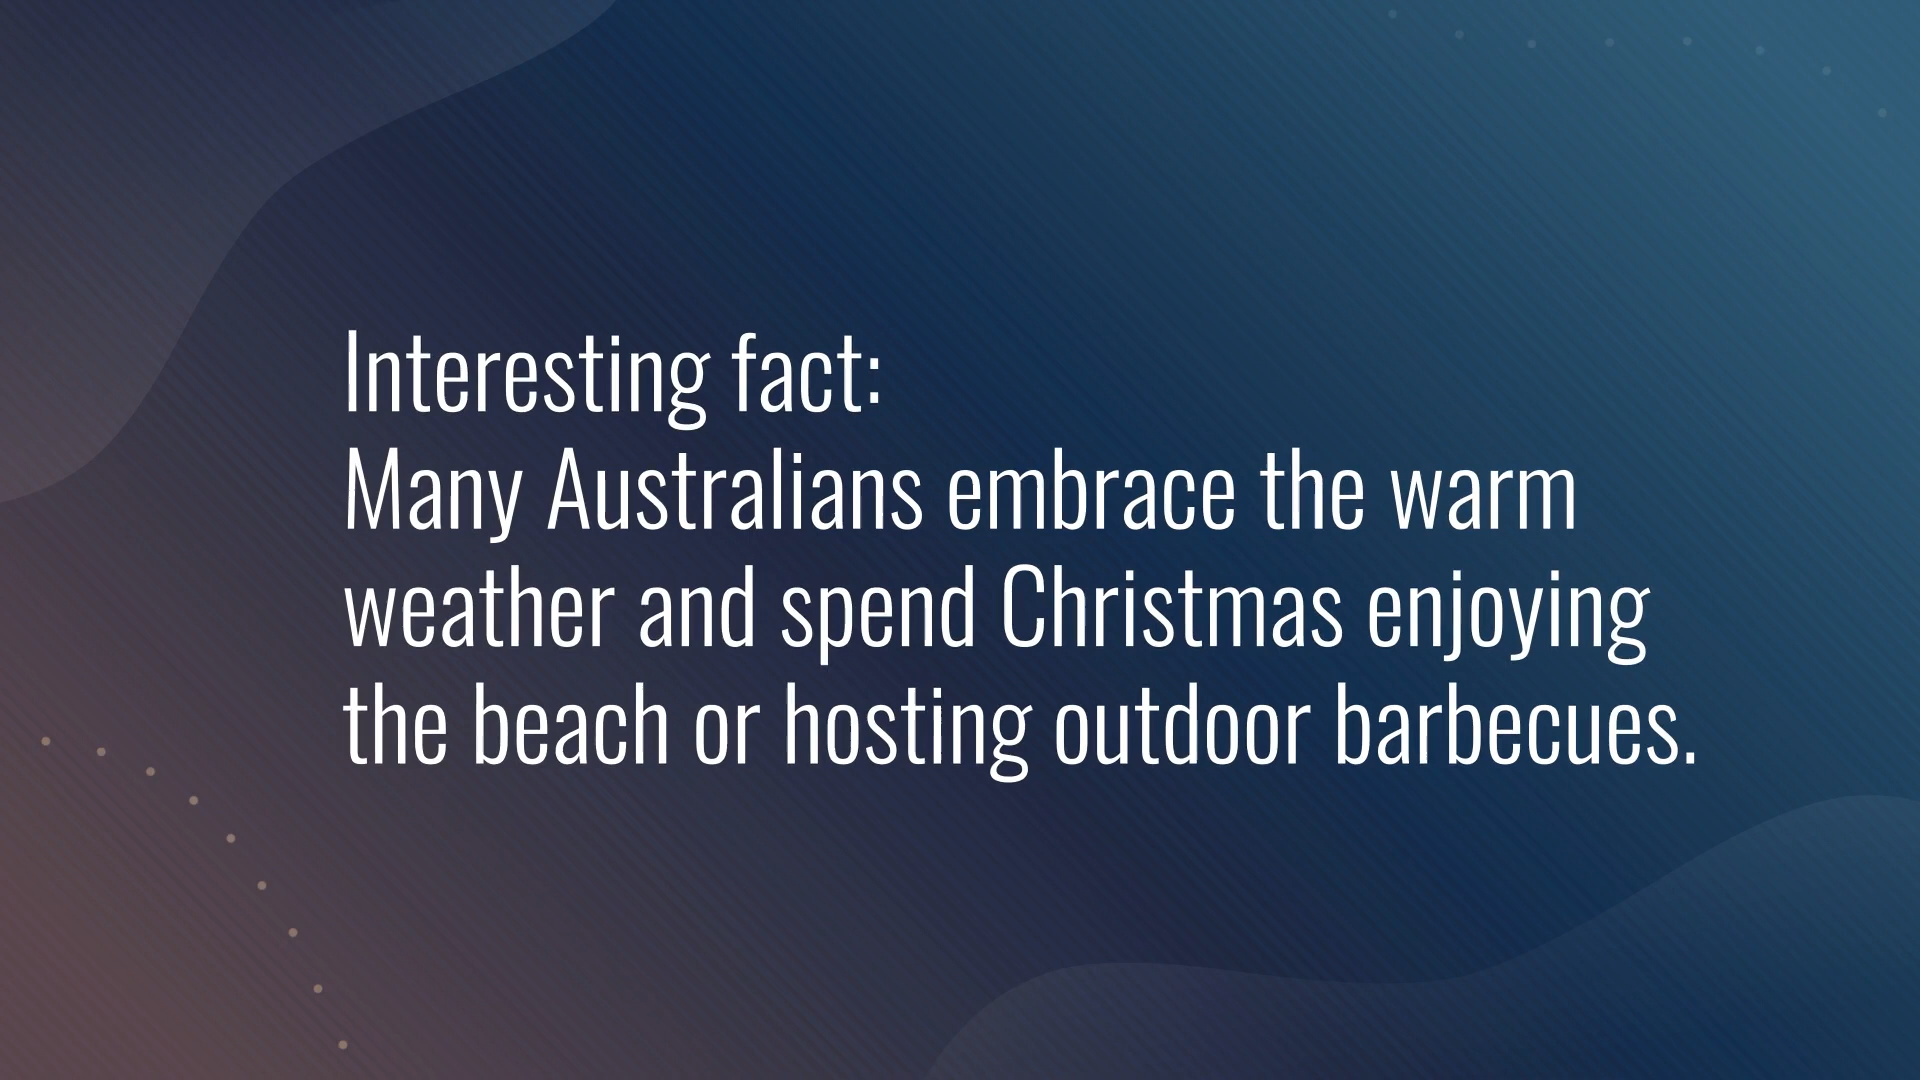 Interesting fact:
Many Australians embrace the warm
weather and spend Christmas enjoying
the beach or hosting outdoor barbecues.